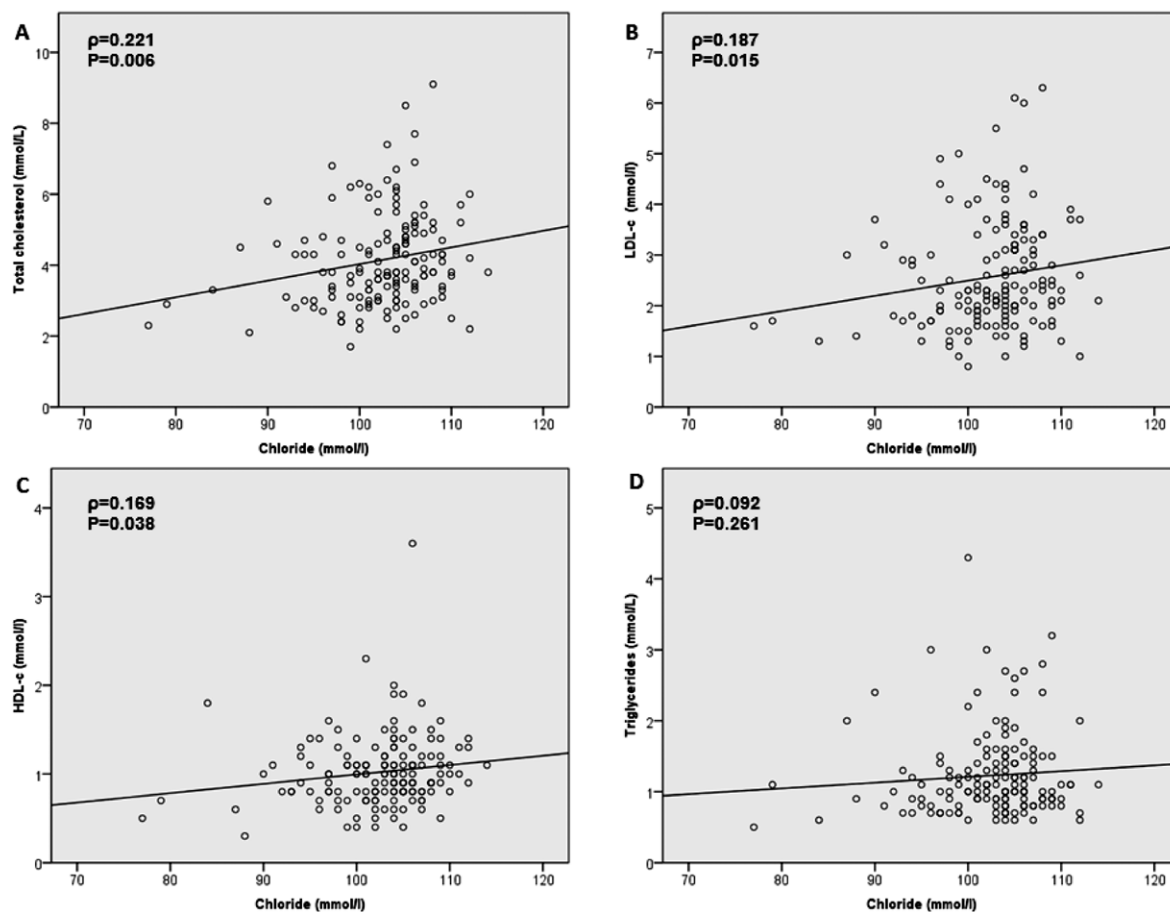 A
ρ=0.221
P=0.006
Total cholesterol (mmol/L)
10
8
6
4
2
0
70 80 90 100 110 120
Chloride (mmol/l)
B
ρ=0.187
P=0.015
LDL-c (mmol/l)
7
6
5
4
3
2
1
0
70 80 90 100 110 120
Chloride (mmol/l)
C
ρ=0.169
P=0.038
HDL-c (mmol/l)
4
3
2
1
0
70 80 90 100 110 120
Chloride (mmol/l)
D
ρ=0.092
P=0.261
Triglycerides (mmol/L)
5
4
3
2
1
0
70 80 90 100 110 120
Chloride (mmol/l)